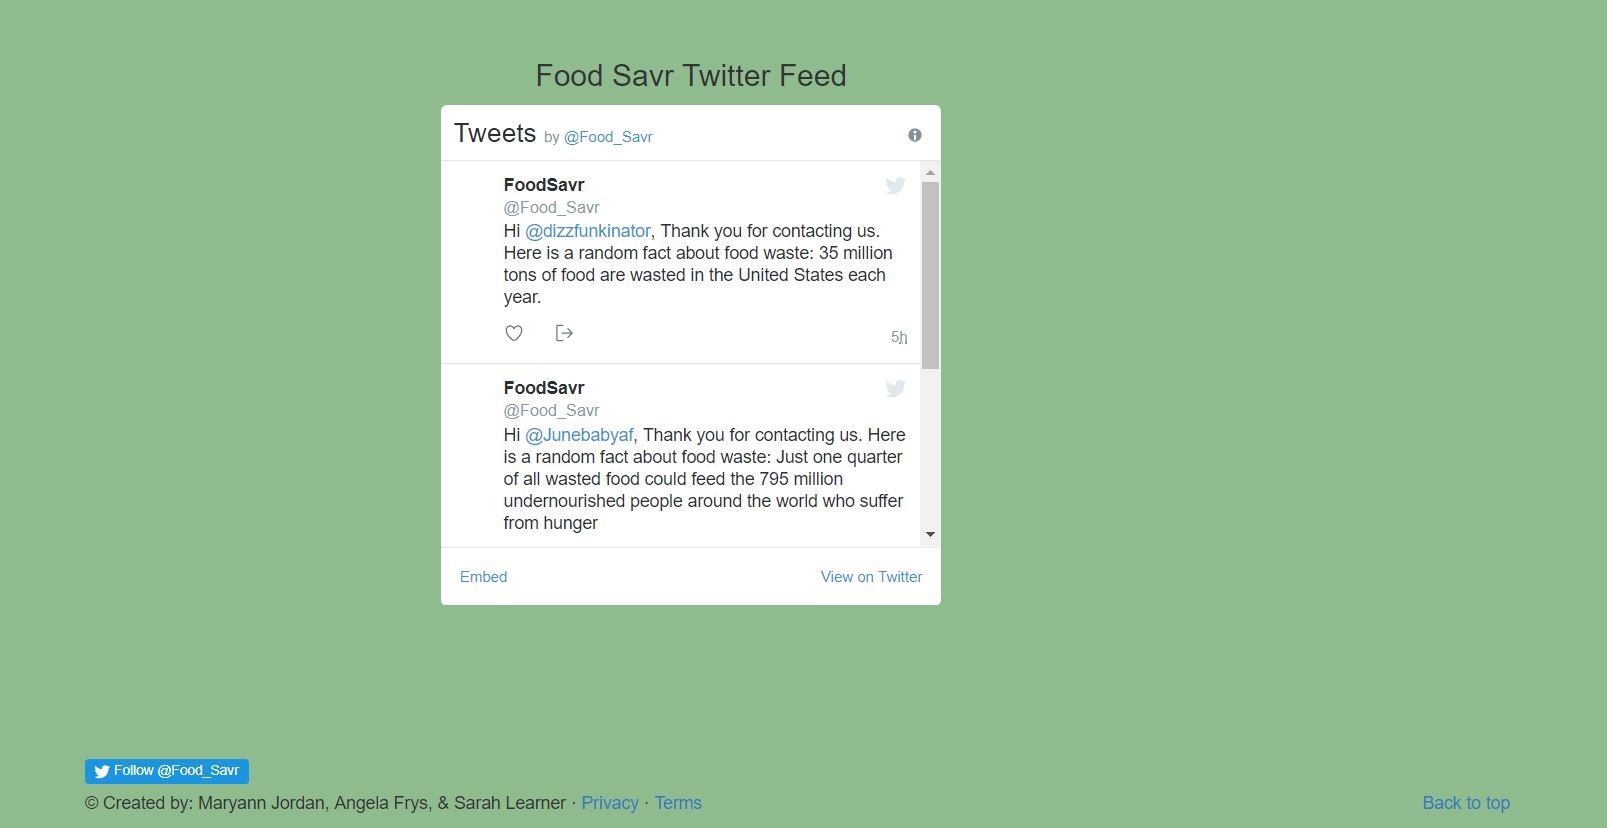 Food Savr Twitter Feed
Tweets by @Food_Savr
FoodSavr
@Food_Savr
Hi @dizzfunkinator, Thank you for contacting us.
Here is a random fact about food waste: 35 million
tons of food are wasted in the United States each
year.
5h
FoodSavr
@Food_Savr
Hi @Junebabyaf, Thank you for contacting us. Here
is a random fact about food waste: Just one quarter
of all wasted food could feed the 795 million
undernourished people around the world who suffer
from hunger
Embed View on Twitter
Follow @Food_Savr
© Created by: Maryann Jordan, Angela Frys, & Sarah Learner · Privacy · Terms Back to top